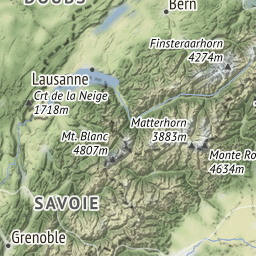 DOUBS
Bern
Finsteraarhorn
4274m
Lausanne
Crt de la Neige
1718m
Matterhorn
3883m
Mt. Blanc
4807m
Monte Ro
4634m
SAVOIE
Grenoble